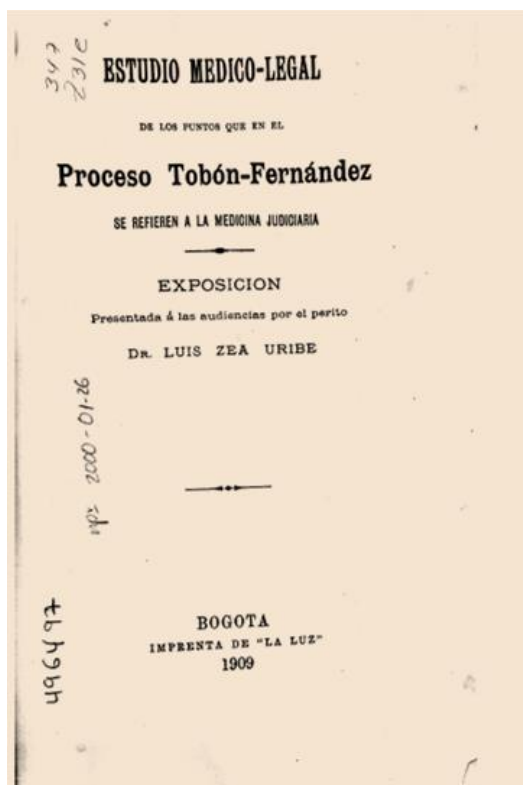 347
Z31e
ESTUDIO MEDICO-LEGAL
DE LOS PUNTOS QUE EN EL
Proceso Tobón-Fernández
SE REFIEREN A LA MEDICINA JUDICIARIA
EXPOSICION
Presentada á las audiencias por el perito
DR. LUIS ZEA URIBE
2000-01-26
BOGOTA
IMPRENTA DE "LA LUZ"
1909
496497